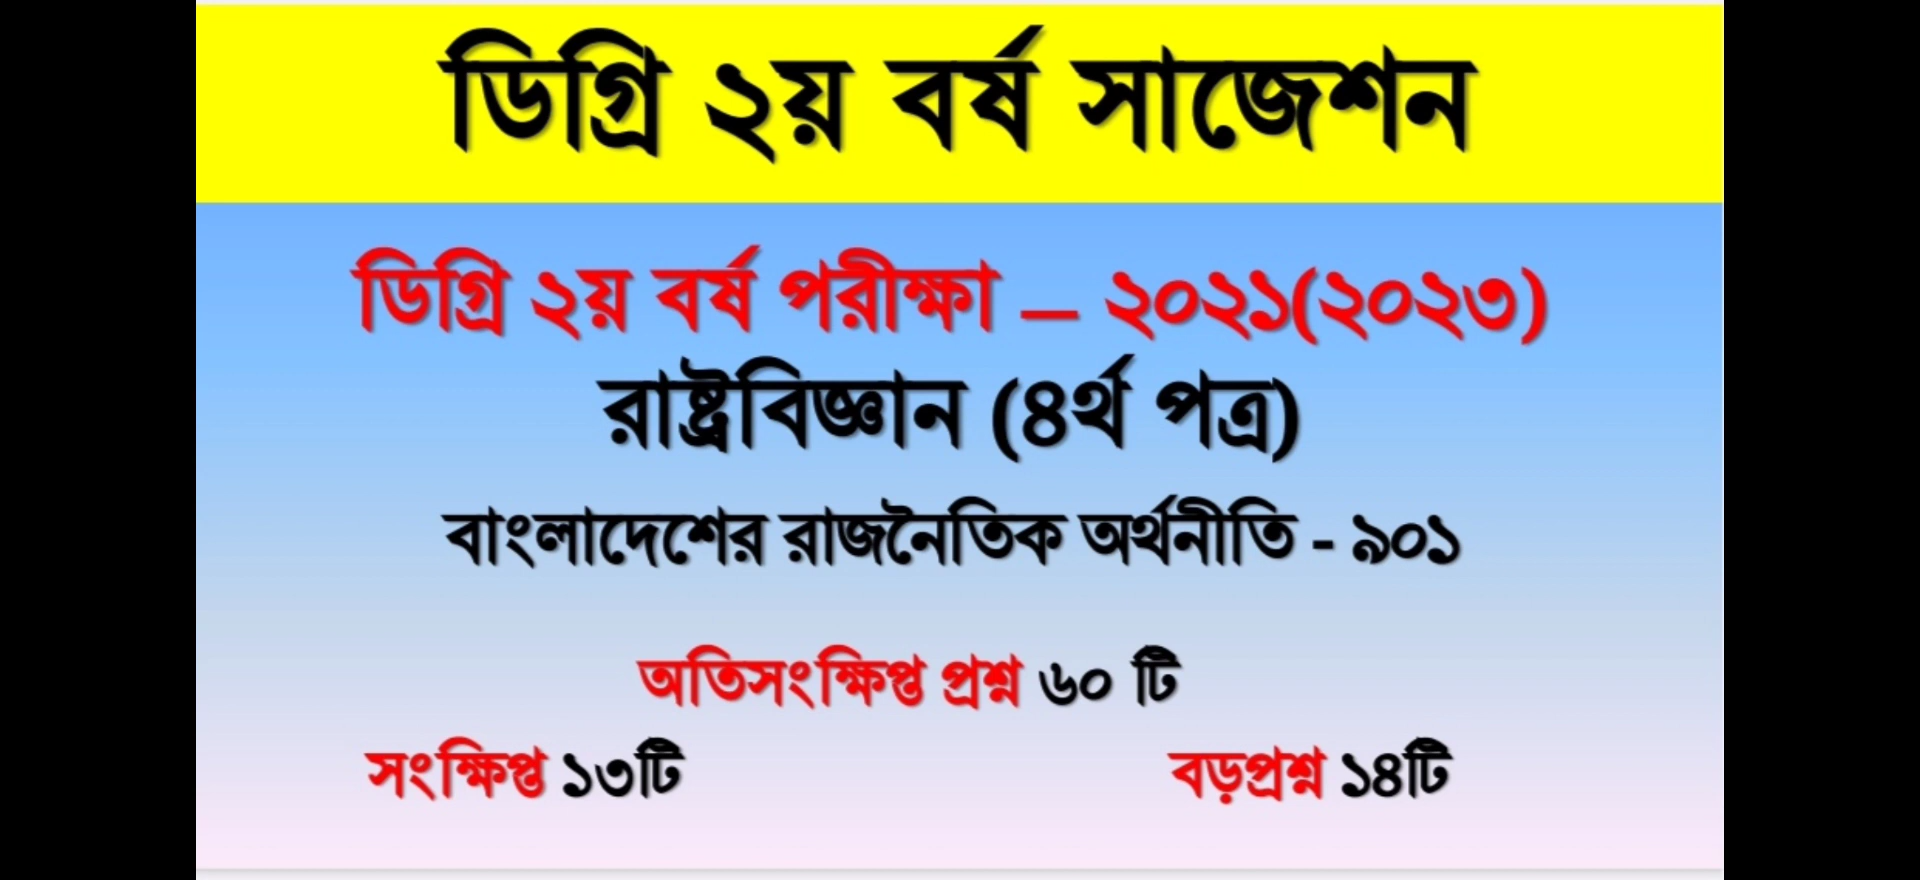 ডিগ্রি ২য় বর্ষ সাজেশন
ডিগ্রি ২য় বর্ষ পরীক্ষা – ২০২১(২০২৩)
রাষ্ট্রবিজ্ঞান (৪র্থ পত্র)
বাংলাদেশের রাজনৈতিক অর্থনীতি - ৯০১
অতিসংক্ষিপ্ত প্রশ্ন ৬০ টি
সংক্ষিপ্ত ১৩টি বড়প্রশ্ন ১৪টি